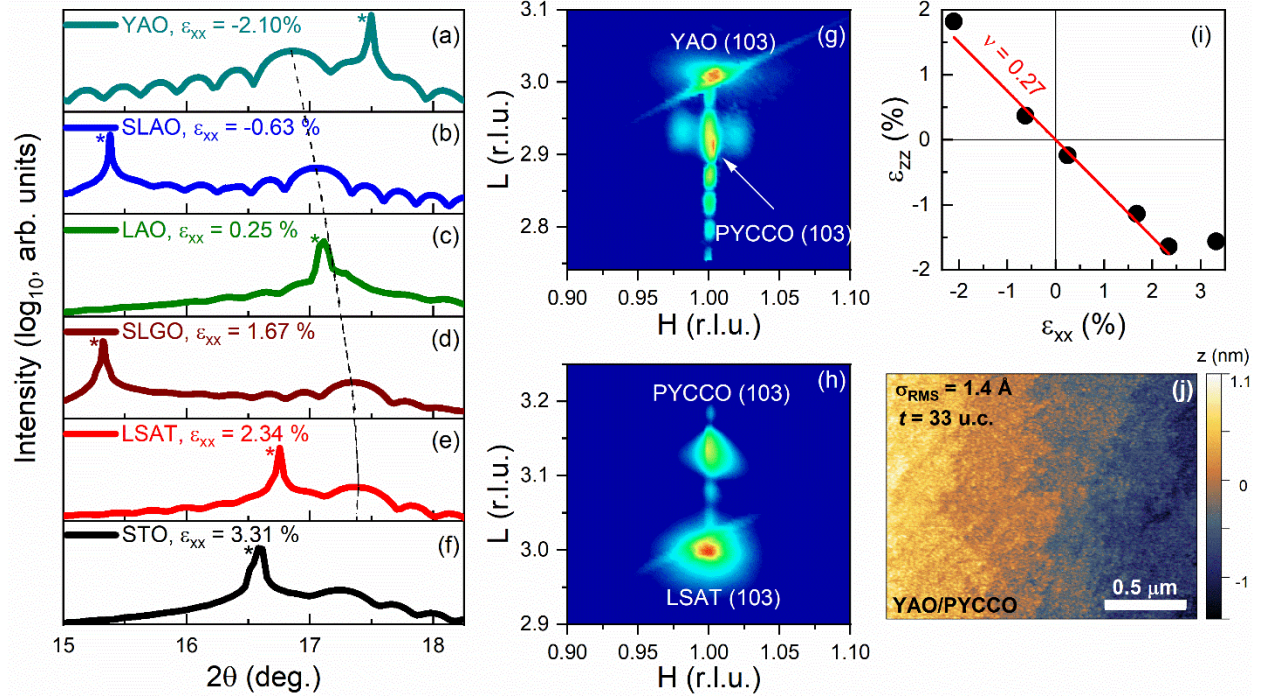 YAO, εxx = -2.10%
*
(a)
SLAO, εxx = -0.63 %
*
(b)
LAO, εxx = 0.25 %
*
(c)
SLGO, εxx = 1.67 %
*
(d)
LSAT, εxx = 2.34 %
*
(e)
STO, εxx = 3.31 %
*
(f)
Intensity (log10, arb. units)
15 16 17 18
2θ (deg.)
3.1
3.0
2.9
2.8
L (r.l.u.)
YAO (103)
(g)
PYCCO (103)
0.90 0.95 1.00 1.05 1.10
H (r.l.u.)
3.2
3.1
3.0
2.9
L (r.l.u.)
PYCCO (103)
(h)
LSAT (103)
0.90 0.95 1.00 1.05 1.10
H (r.l.u.)
2
1
0
-1
-2
εzz (%)
ν = 0.27
(i)
-2 -1 0 1 2 3
εxx (%)
σRMS = 1.4 Å
t = 33 u.c.
(j)
YAO/PYCCO
0.5 μm
z (nm)
1.1
0
-1